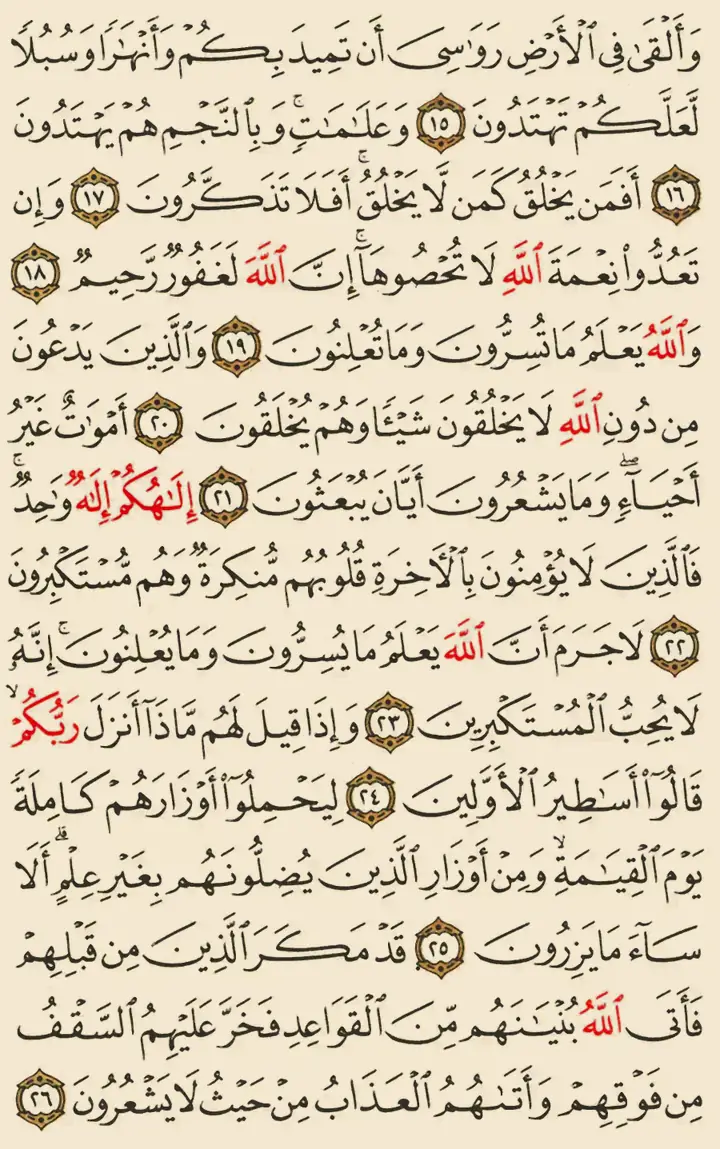 وَأَلْقَىٰ فِى ٱلْأَرْضِ رَوَٰسِىَ أَن تَمِيدَ بِكُمْ وَأَنْهَٰرًا وَسُبُلًا
لَّعَلَّكُمْ تَهْتَدُونَ ١٥ وَعَلَٰمَٰتٍ ۚ وَبِٱلنَّجْمِ هُمْ يَهْتَدُونَ
١٦ أَفَمَن يَخْلُقُ كَمَن لَّا يَخْلُقُ ۗ أَفَلَا تَذَكَّرُونَ ١٧ وَإِن
تَعُدُّوا۟ نِعْمَةَ ٱللَّهِ لَا تُحْصُوهَآ ۗ إِنَّ ٱللَّهَ لَغَفُورٌ رَّحِيمٌ ١٨
وَٱللَّهُ يَعْلَمُ مَا تُسِرُّونَ وَمَا تُعْلِنُونَ ١٩ وَٱلَّذِينَ يَدْعُونَ
مِن دُونِ ٱللَّهِ لَا يَخْلُقُونَ شَيْـًٔا وَهُمْ يُخْلَقُونَ ٢٠ أَمْوَٰتٌ غَيْرُ
أَحْيَآءٍ ۖ وَمَا يَشْعُرُونَ أَيَّانَ يُبْعَثُونَ ٢١ إِلَٰهُكُمْ إِلَٰهٌ وَٰحِدٌ ۚ
فَٱلَّذِينَ لَا يُؤْمِنُونَ بِٱلْءَاخِرَةِ قُلُوبُهُم مُّنكِرَةٌ وَهُم مُّسْتَكْبِرُونَ
٢٢ لَا جَرَمَ أَنَّ ٱللَّهَ يَعْلَمُ مَا يُسِرُّونَ وَمَا يُعْلِنُونَ ۚ إِنَّهُۥ
لَا يُحِبُّ ٱلْمُسْتَكْبِرِينَ ٢٣ وَإِذَا قِيلَ لَهُم مَّاذَآ أَنزَلَ رَبُّكُمْ ۙ
قَالُوٓا۟ أَسَٰطِيرُ ٱلْأَوَّلِينَ ٢٤ لِيَحْمِلُوٓا۟ أَوْزَارَهُمْ كَامِلَةً
يَوْمَ ٱلْقِيَٰمَةِ ۙ وَمِنْ أَوْزَارِ ٱلَّذِينَ يُضِلُّونَهُم بِغَيْرِ عِلْمٍ ۗ أَلَا
سَآءَ مَا يَزِرُونَ ٢٥ قَدْ مَكَرَ ٱلَّذِينَ مِن قَبْلِهِمْ
فَأَتَى ٱللَّهُ بُنْيَٰنَهُم مِّنَ ٱلْقَوَاعِدِ فَخَرَّ عَلَيْهِمُ ٱلسَّقْفُ
مِن فَوْقِهِمْ وَأَتَىٰهُمُ ٱلْعَذَابُ مِنْ حَيْثُ لَا يَشْعُرُونَ ٢٦